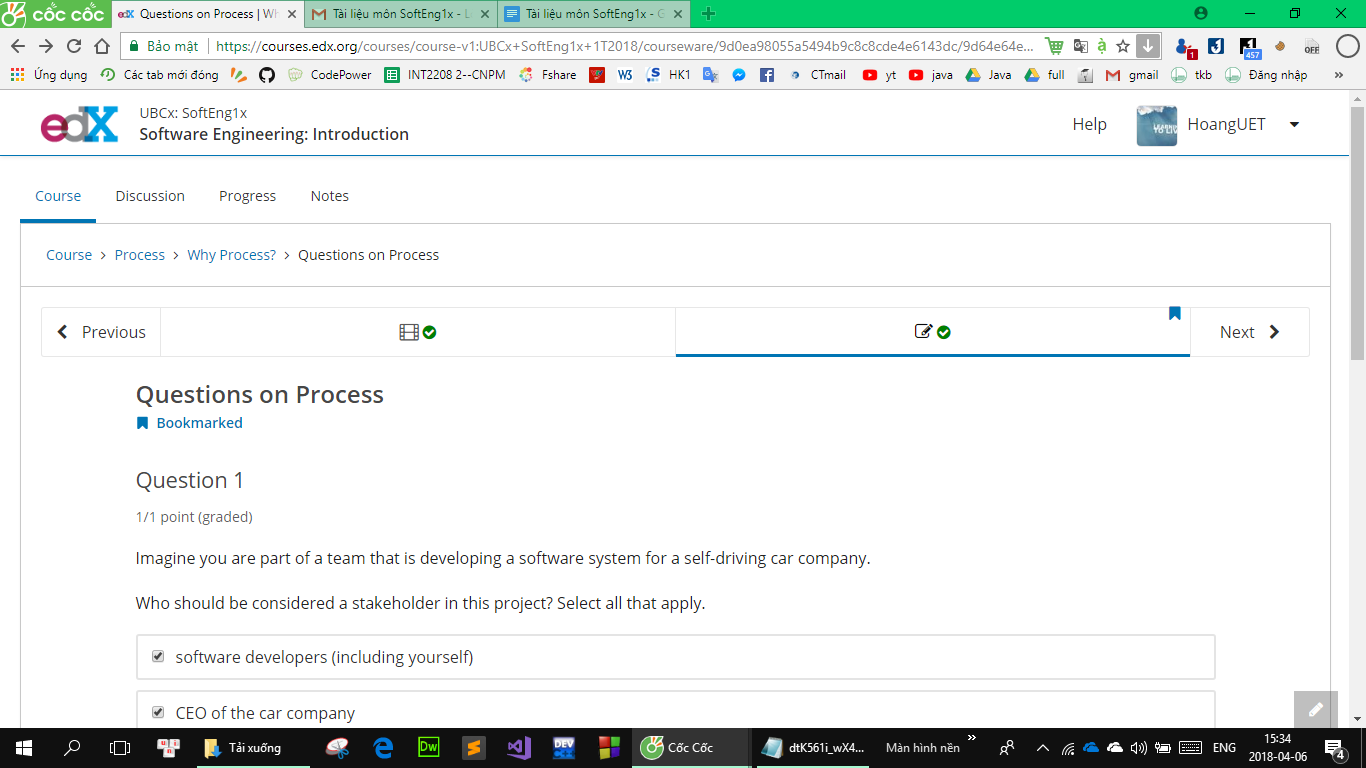 cốc cốc
edX Questions on Process | Wh
Tài liệu môn SoftEng1x - L
Tài liệu môn SoftEng1x - G
Bảo mật
https://courses.edx.org/courses/course-v1:UBCx+SoftEng1x+1T2018/courseware/9d0ea98055a5494b9c8c8cde4e6143dc/9d64e64e...
1
457
OFF
Ứng dụng
Các tab mới đóng
CodePower
INT2208 2--CNPM
Fshare
W3
HK1
CTmail
yt
java
Java
full
gmail
tkb
Đăng nhập
»
edX
UBCx: SoftEng1x
Software Engineering: Introduction
Help
HoangUET
Course
Discussion
Progress
Notes
Course > Process > Why Process? > Questions on Process
Previous
Next
Questions on Process
Bookmarked
Question 1
1/1 point (graded)
Imagine you are part of a team that is developing a software system for a self-driving car company.
Who should be considered a stakeholder in this project? Select all that apply.
software developers (including yourself)
CEO of the car company
Tải xuống
Dw
DEV
Cốc Cốc
dtK561i_wX4...
Màn hình nền
»
ENG
15:34
2018-04-06
4